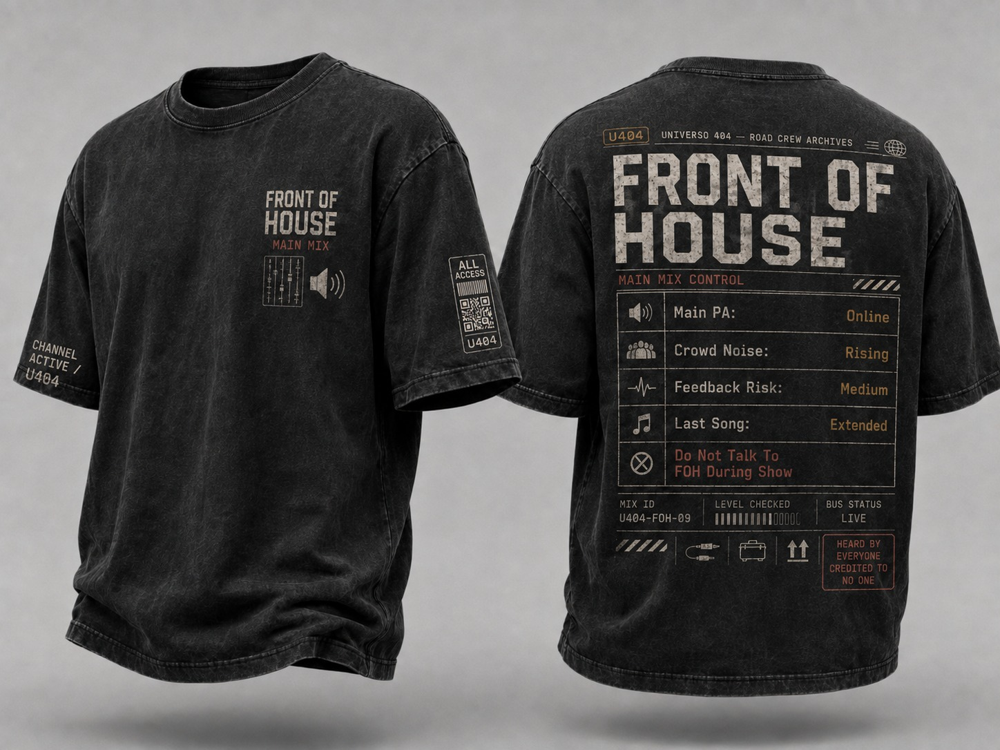 FRONT OF
HOUSE
MAIN MIX
ALL
ACCESS
U404
CHANNEL
ACTIVE /
U404
U404
UNIVERSO 404 — ROAD CREW ARCHIVES
FRONT OF
HOUSE
MAIN MIX CONTROL
Main PA: Online
Crowd Noise: Rising
Feedback Risk: Medium
Last Song: Extended
Do Not Talk To
FOH During Show
MIX ID
U404-FOH-09
LEVEL CHECKED
BUS STATUS
LIVE
HEARD BY
EVERYONE
CREDITED TO
NO ONE